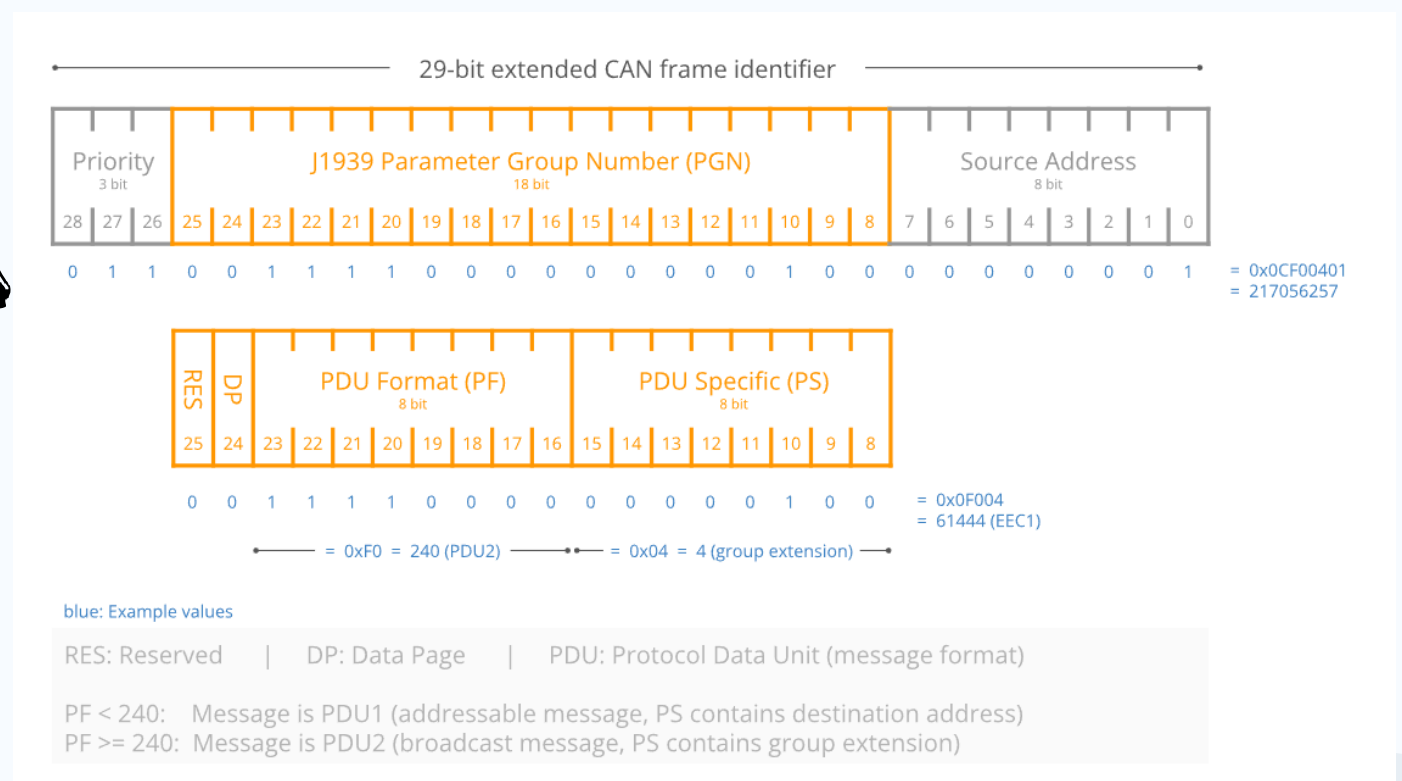 29-bit extended CAN frame identifier
Priority
3 bit
J1939 Parameter Group Number (PGN)
18 bit
Source Address
8 bit
28 27 26 25 24 23 22 21 20 19 18 17 16 15 14 13 12 11 10 9 8 7 6 5 4 3 2 1 0
0 1 1 0 0 1 1 1 1 0 0 0 0 0 0 0 0 0 1 0 0 0 0 0 0 0 0 0 1 = 0x0CF00401
= 217056257
RES
DP
PDU Format (PF)
8 bit
PDU Specific (PS)
8 bit
25 24 23 22 21 20 19 18 17 16 15 14 13 12 11 10 9 8
0 0 1 1 1 1 0 0 0 0 0 0 0 0 0 1 0 0 = 0x0F004
= 61444 (EEC1)
= 0xF0 = 240 (PDU2) = 0x04 = 4 (group extension)
blue: Example values
RES: Reserved | DP: Data Page | PDU: Protocol Data Unit (message format)
PF < 240: Message is PDU1 (addressable message, PS contains destination address)
PF >= 240: Message is PDU2 (broadcast message, PS contains group extension)